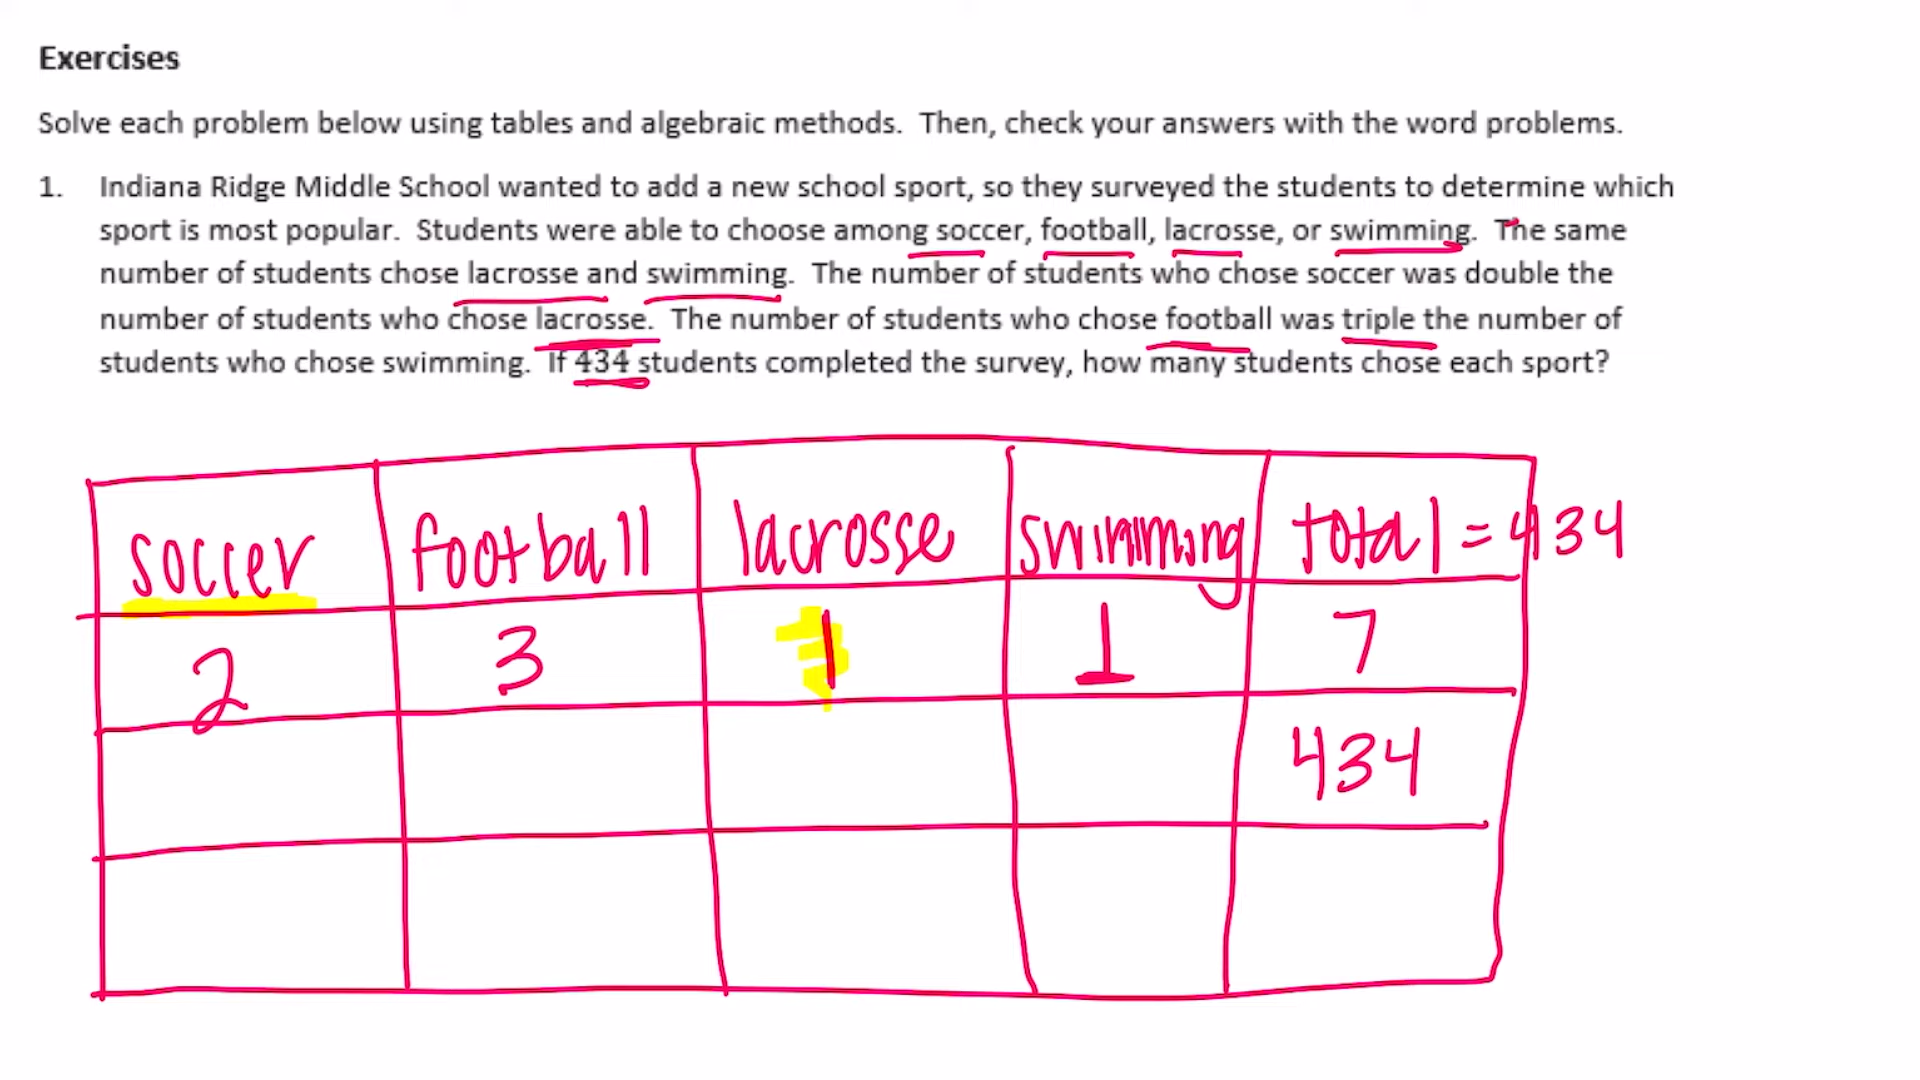 Exercises
Solve each problem below using tables and algebraic methods. Then, check your answers with the word problems.
1. Indiana Ridge Middle School wanted to add a new school sport, so they surveyed the students to determine which
sport is most popular. Students were able to choose among soccer, football, lacrosse, or swimming. The same
number of students chose lacrosse and swimming. The number of students who chose soccer was double the
number of students who chose lacrosse. The number of students who chose football was triple the number of
students who chose swimming. If 434 students completed the survey, how many students chose each sport?
soccer football lacrosse swimming total = 434
2 3 1 1 7
434